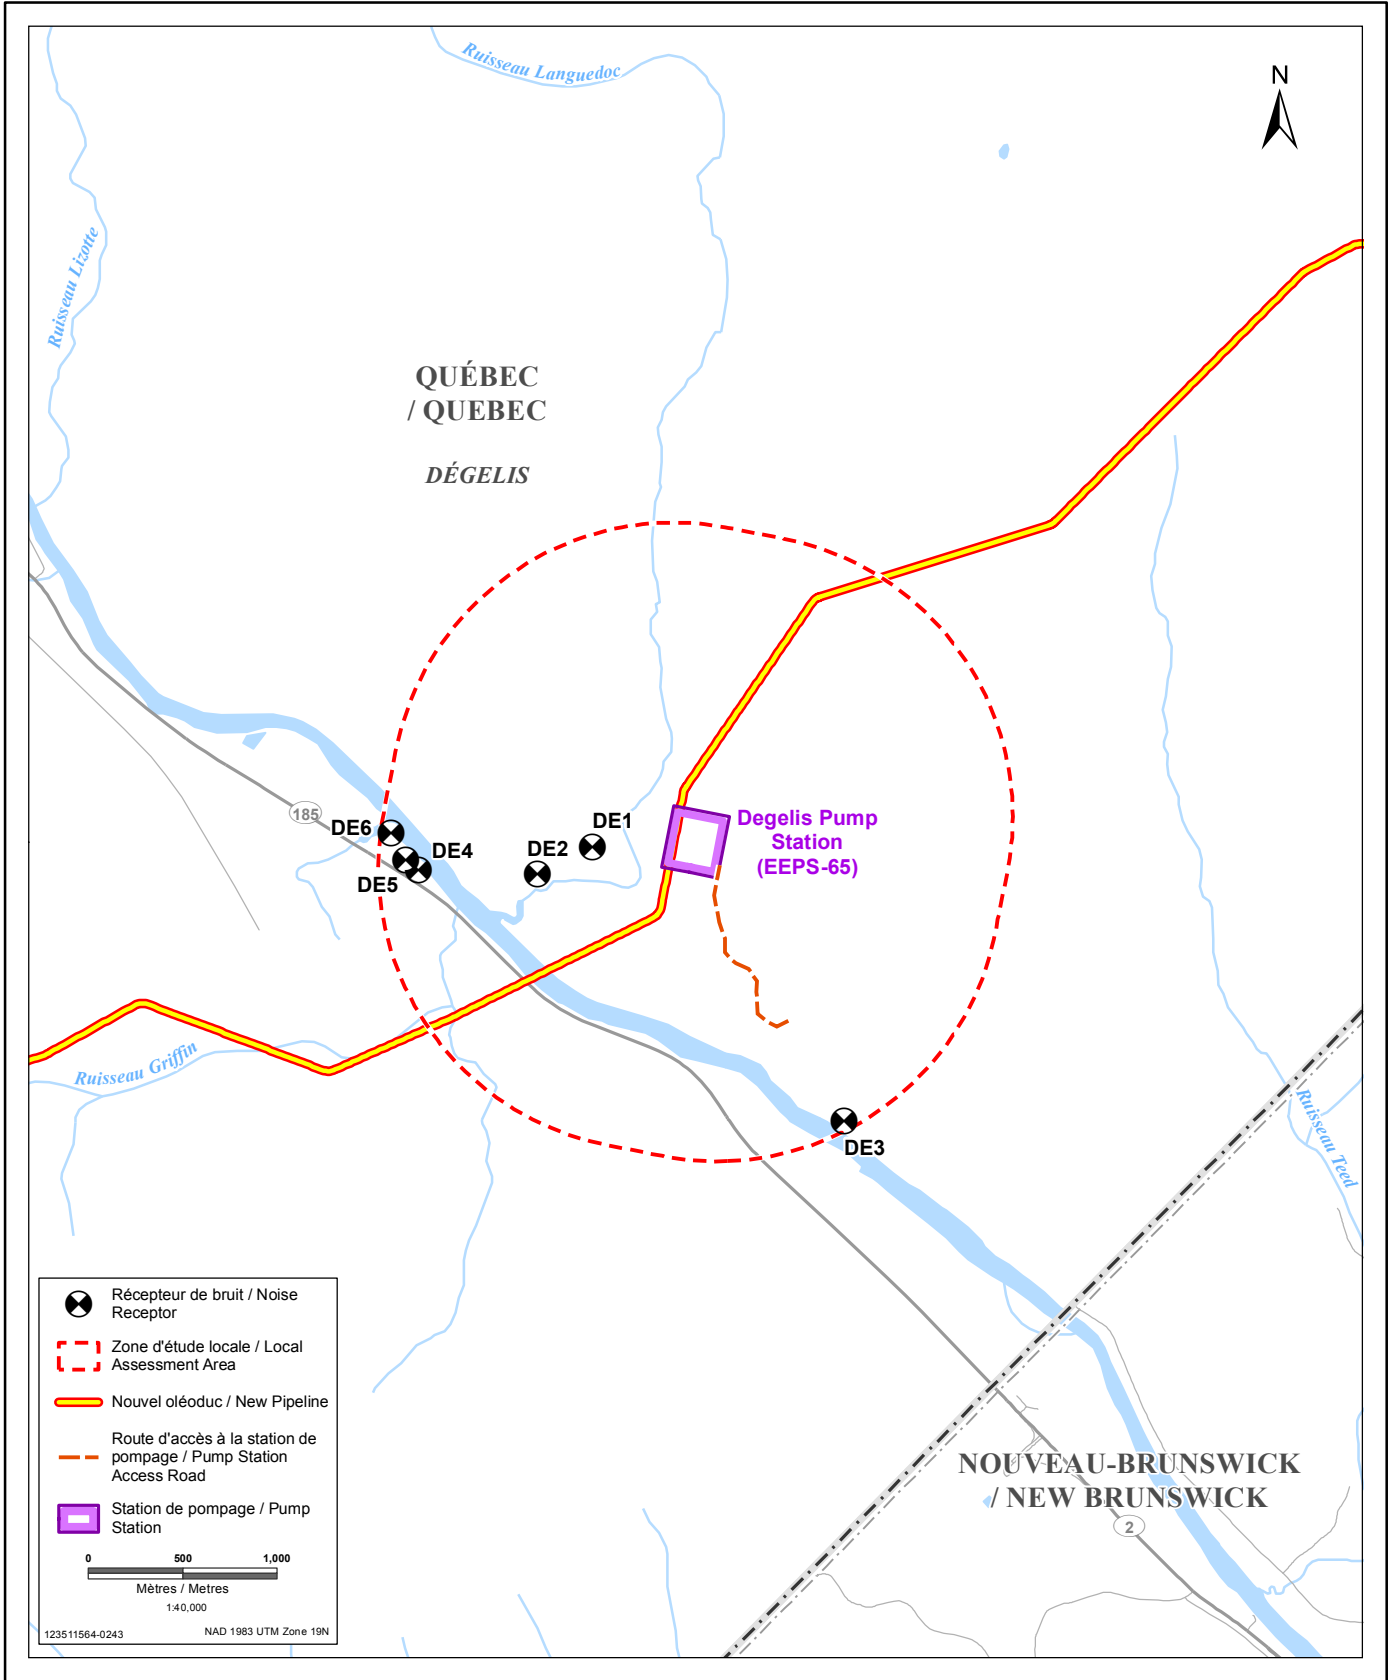 Ruisseau Languedoc
N
Ruisseau Lizotte
QUÉBEC
/ QUEBEC
DÉGELIS
185
DE6
DE5
DE4
DE2
DE1
Degelis Pump
Station
(EEPS-65)
Ruisseau Griffin
DE3
Ruisseau Teed
NOUVEAU-BRUNSWICK
/ NEW BRUNSWICK
2
Récepteur de bruit / Noise
Receptor
Zone d'étude locale / Local
Assessment Area
Nouvel oléoduc / New Pipeline
Route d'accès à la station de
pompage / Pump Station
Access Road
Station de pompage / Pump
Station
0 500 1,000
Mètres / Metres
1:40,000
123511564-0243 NAD 1983 UTM Zone 19N